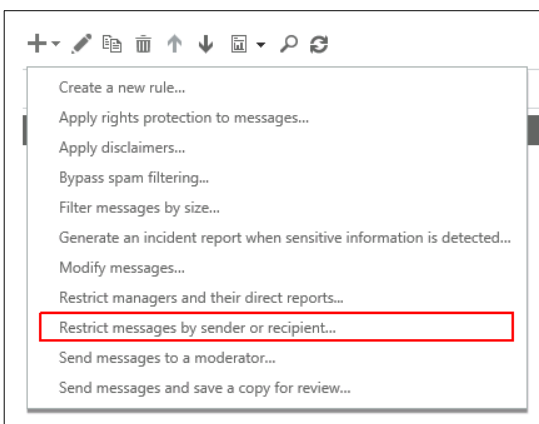 Create a new rule...
Apply rights protection to messages...
Apply disclaimers...
Bypass spam filtering...
Filter messages by size...
Generate an incident report when sensitive information is detected...
Modify messages...
Restrict managers and their direct reports...
Restrict messages by sender or recipient...
Send messages to a moderator...
Send messages and save a copy for review...